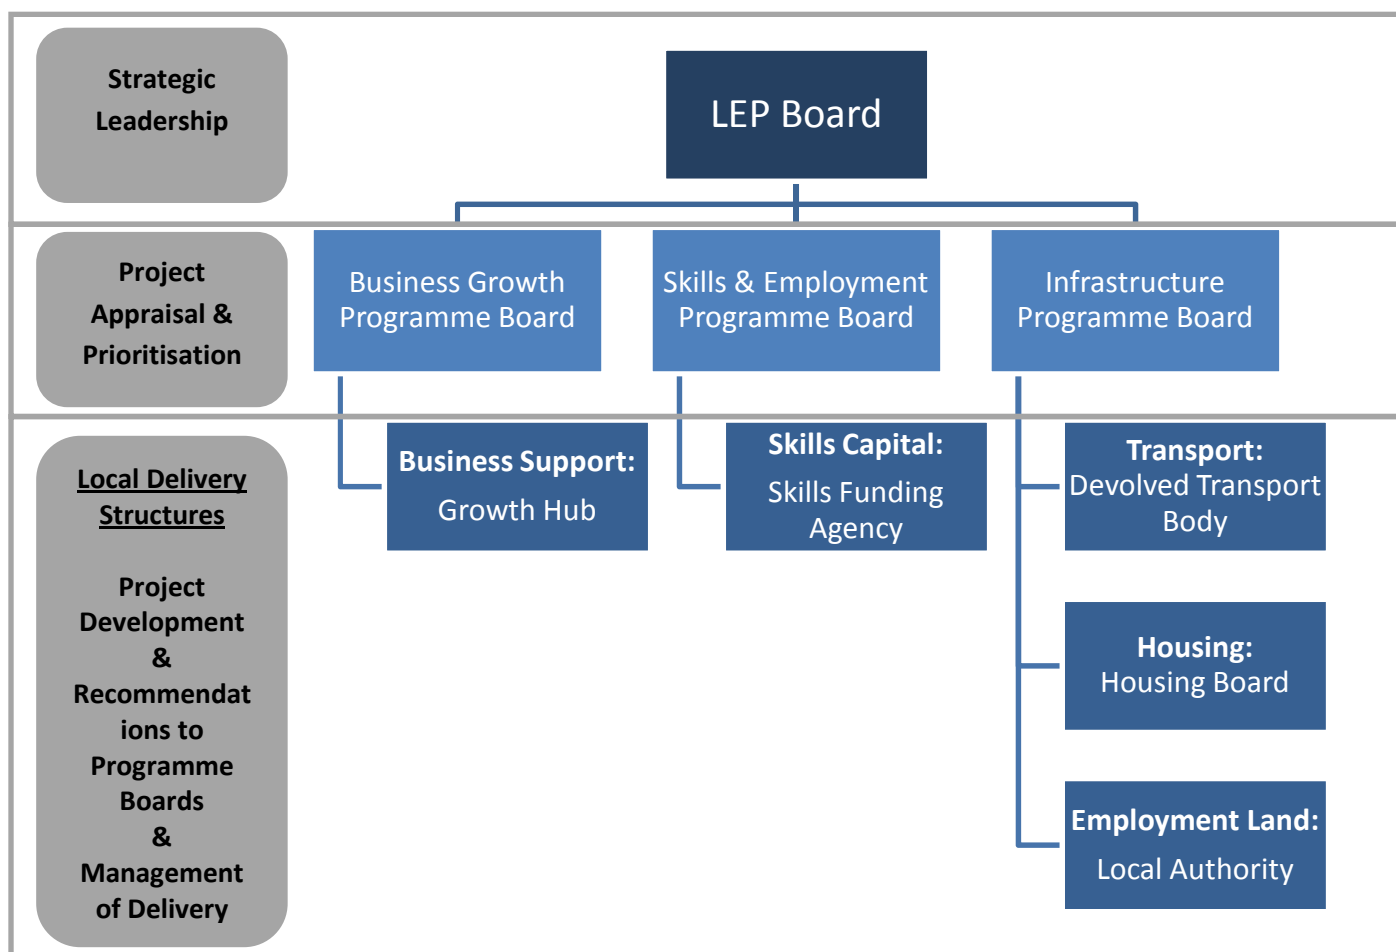 Strategic
Leadership
LEP Board
Project
Appraisal &
Prioritisation
Business Growth
Programme Board
Skills & Employment
Programme Board
Infrastructure
Programme Board
Local Delivery
Structures
Project
Development
&
Recommendat
ions to
Programme
Boards
&
Management
of Delivery
Business Support:
Growth Hub
Skills Capital:
Skills Funding
Agency
Transport:
Devolved Transport
Body
Housing:
Housing Board
Employment Land:
Local Authority